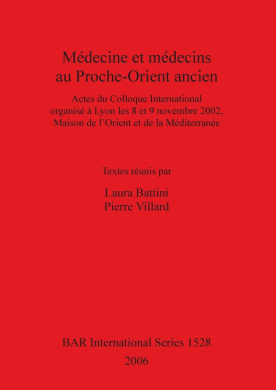 Médecine et médecins
au Proche-Orient ancien
Actes du Colloque International
organisé à Lyon les 8 et 9 novembre 2002,
Maison de l'Orient et de la Méditerranée
Textes réunis par
Laura Battini
Pierre Villard
BAR International Series 1528
2006